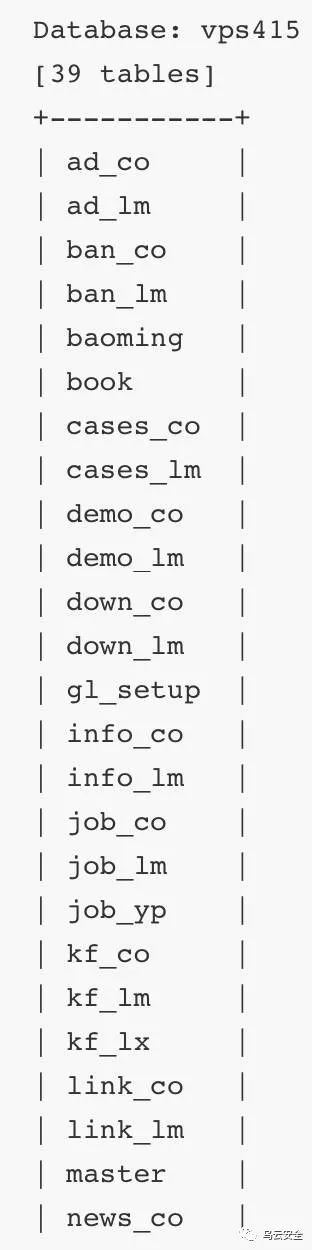 Database: vps415
[39 tables]
+-----------+
| ad_co     |
| ad_lm     |
| ban_co    |
| ban_lm    |
| baoming   |
| book      |
| cases_co  |
| cases_lm  |
| demo_co   |
| demo_lm   |
| down_co   |
| down_lm   |
| gl_setup  |
| info_co   |
| info_lm   |
| job_co    |
| job_lm    |
| job_yp    |
| kf_co     |
| kf_lm     |
| kf_lx     |
| link_co   |
| link_lm   |
| master    |
| news_co   |
乌云安全